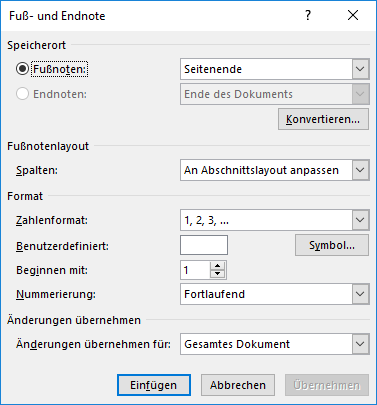 Fuß- und Endnote ? ×
Speicherort
Fußnoten: Seitenende
Endnoten: Ende des Dokuments
Konvertieren...
Fußnotenlayout
Spalten: An Abschnittslayout anpassen
Format
Zahlenformat: 1, 2, 3, ...
Benutzerdefiniert: Symbol...
Beginnen mit: 1
Nummerierung: Fortlaufend
Änderungen übernehmen
Änderungen übernehmen für: Gesamtes Dokument
Einfügen Abbrechen Übernehmen